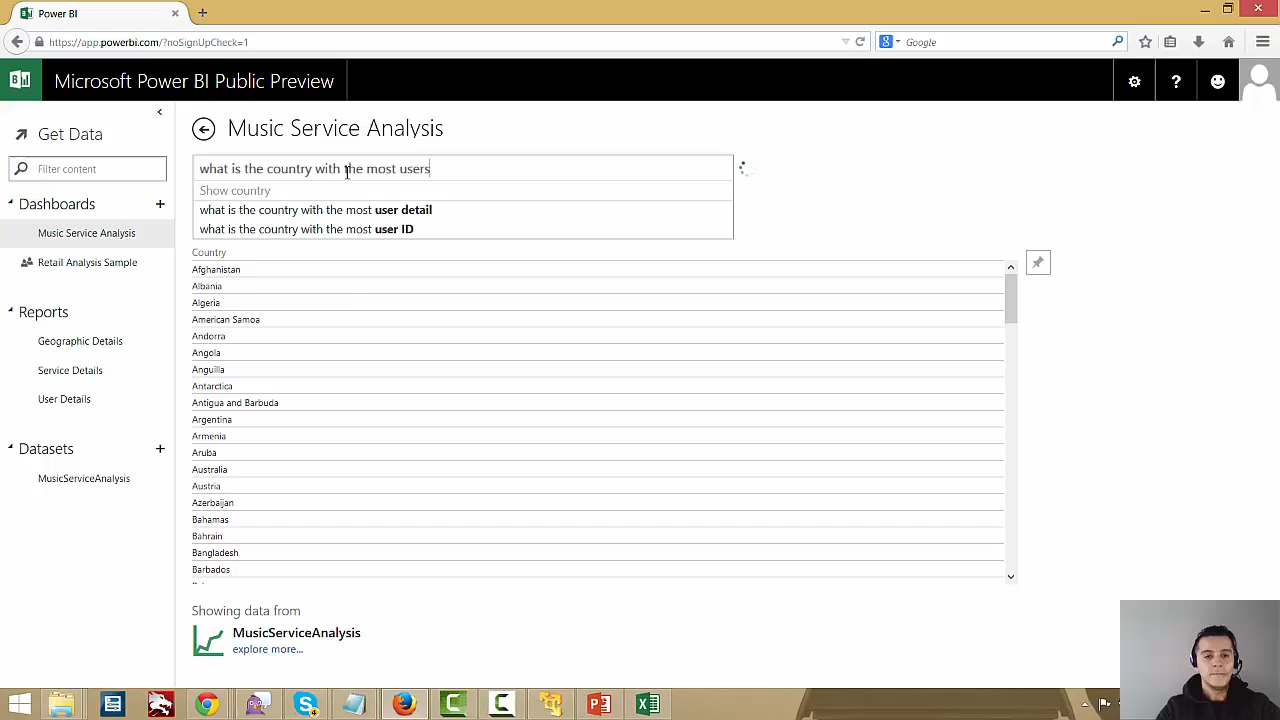 Power BI
https://app.powerbi.com/?noSignUpCheck=1
Google
Microsoft Power BI Public Preview
Get Data
Filter content
Dashboards
Music Service Analysis
Retail Analysis Sample
Reports
Geographic Details
Service Details
User Details
Datasets
MusicServiceAnalysis
Music Service Analysis
what is the country with the most users
Show country
what is the country with the most user detail
what is the country with the most user ID
Country
Afghanistan
Albania
Algeria
American Samoa
Andorra
Angola
Anguilla
Antarctica
Antigua and Barbuda
Argentina
Armenia
Aruba
Australia
Austria
Azerbaijan
Bahamas
Bahrain
Bangladesh
Barbados
Showing data from
MusicServiceAnalysis
explore more...